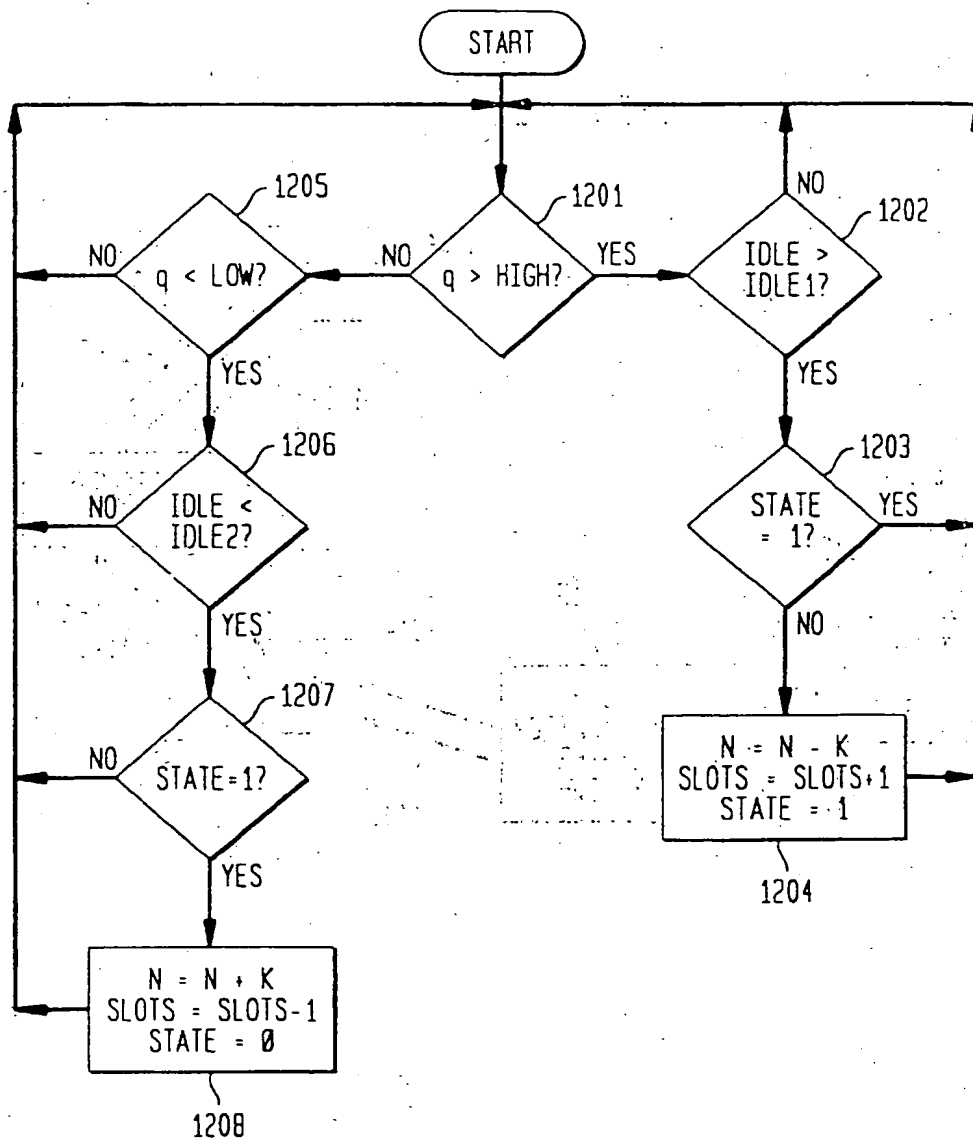 START
1205
1201
1202
NO
q < LOW?
NO
q > HIGH?
YES
NO
IDLE >
IDLE1?
YES
YES
1206
1203
NO
IDLE <
IDLE2?
STATE
= 1?
YES
YES
NO
1207
NO
STATE=1?
N = N - K
SLOTS = SLOTS+1
STATE = 1
YES
1204
N = N + K
SLOTS = SLOTS-1
STATE = 0
1208